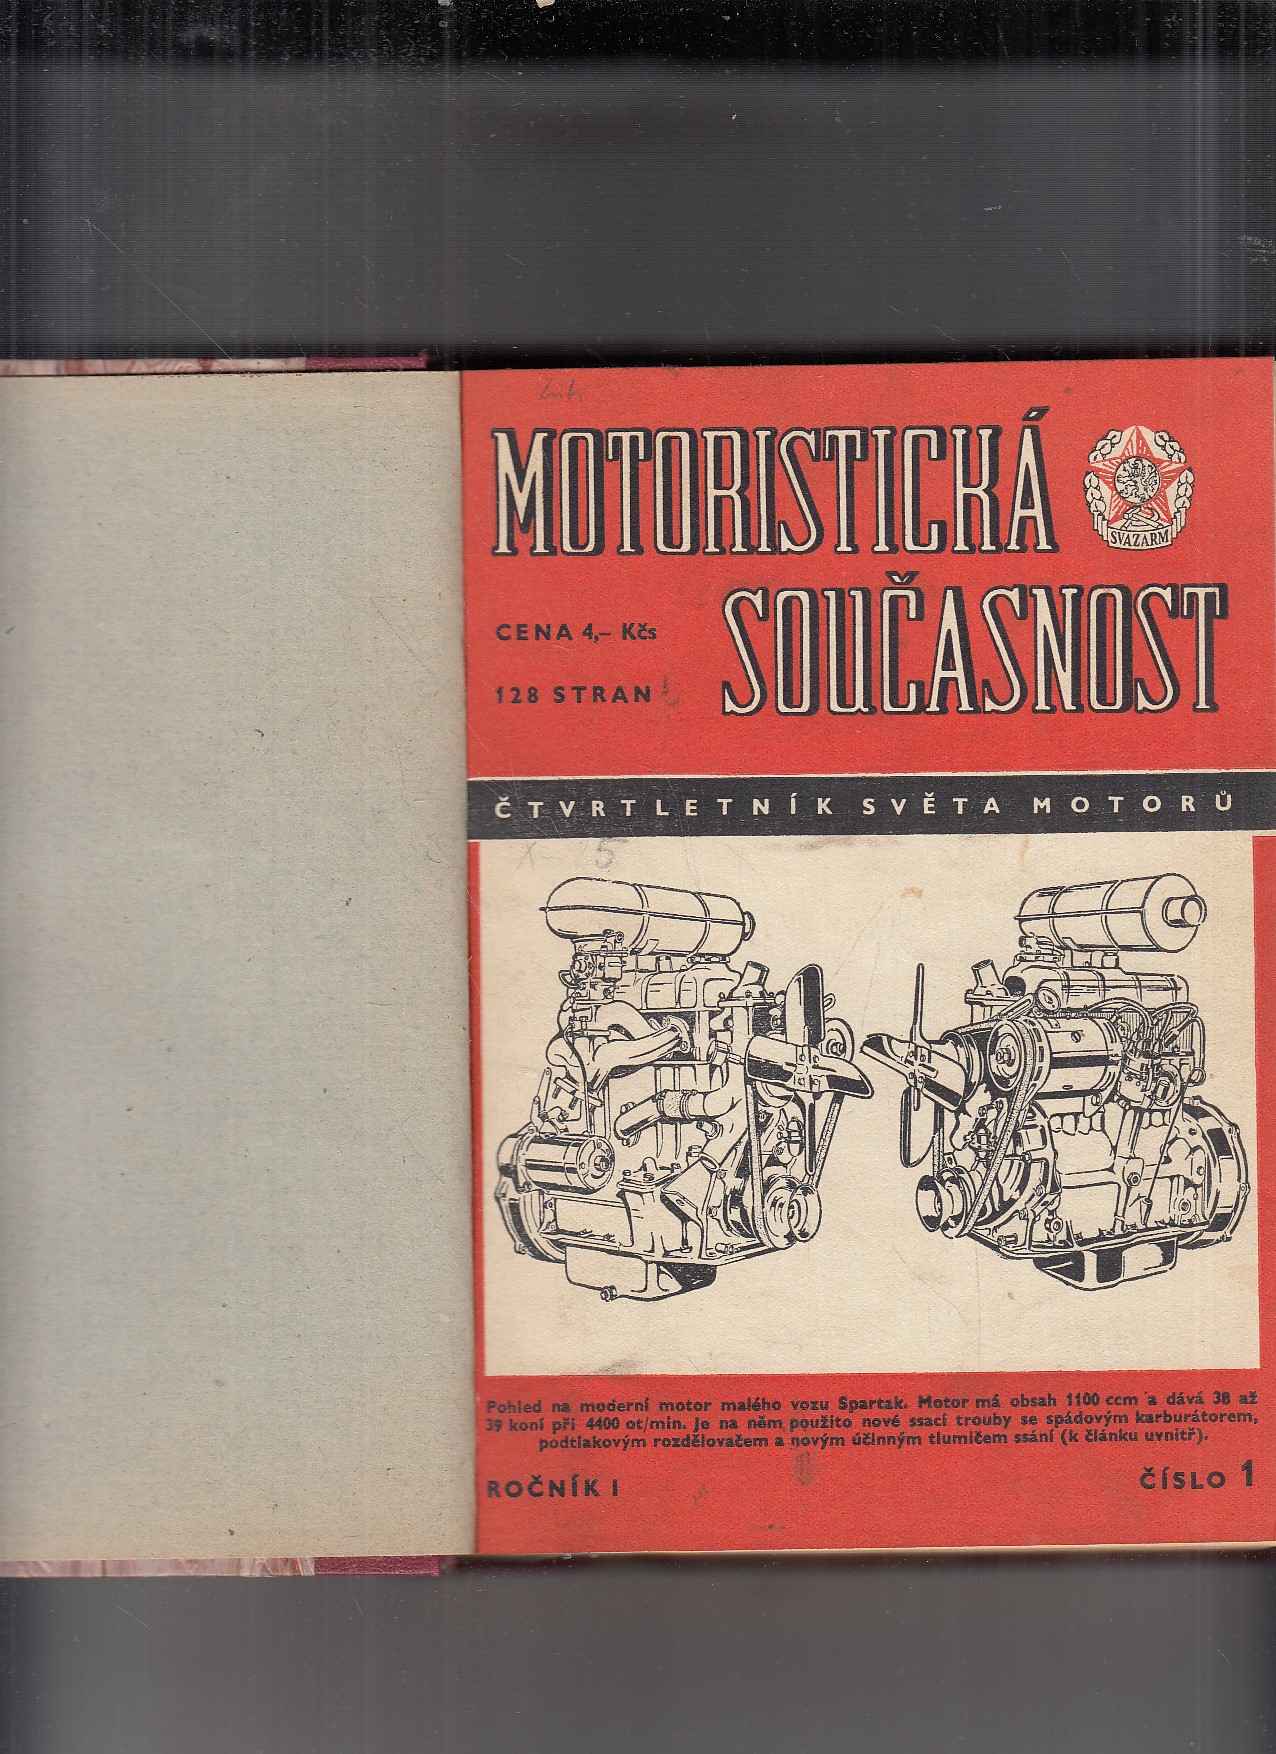 MOTORISTICKÁ
SVAZARM
SOUČASNOST
CENA 4,– Kčs
128 STRAN
ČTVRTLETNÍK SVĚTA MOTORŮ
5
Pohled na moderní motor malého vozu Spartak. Motor má obsah 1100 ccm a dává 38 až
39 koní při 4400 ot/min. Je na něm použito nové ssací trouby se spádovým karburátorem,
podtlakovým rozdělovačem a novým účinným tlumičem ssání (k článku uvnitř).
ROČNÍK I
ČÍSLO 1